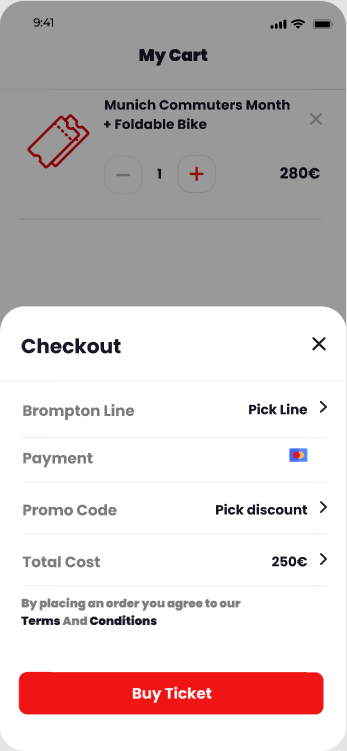 9:41
My Cart
Munich Commuters Month
+ Foldable Bike
1
280€
Checkout
Brompton Line
Pick Line
Payment
Promo Code
Pick discount
Total Cost
250€
By placing an order you agree to our
Terms And Conditions
Buy Ticket